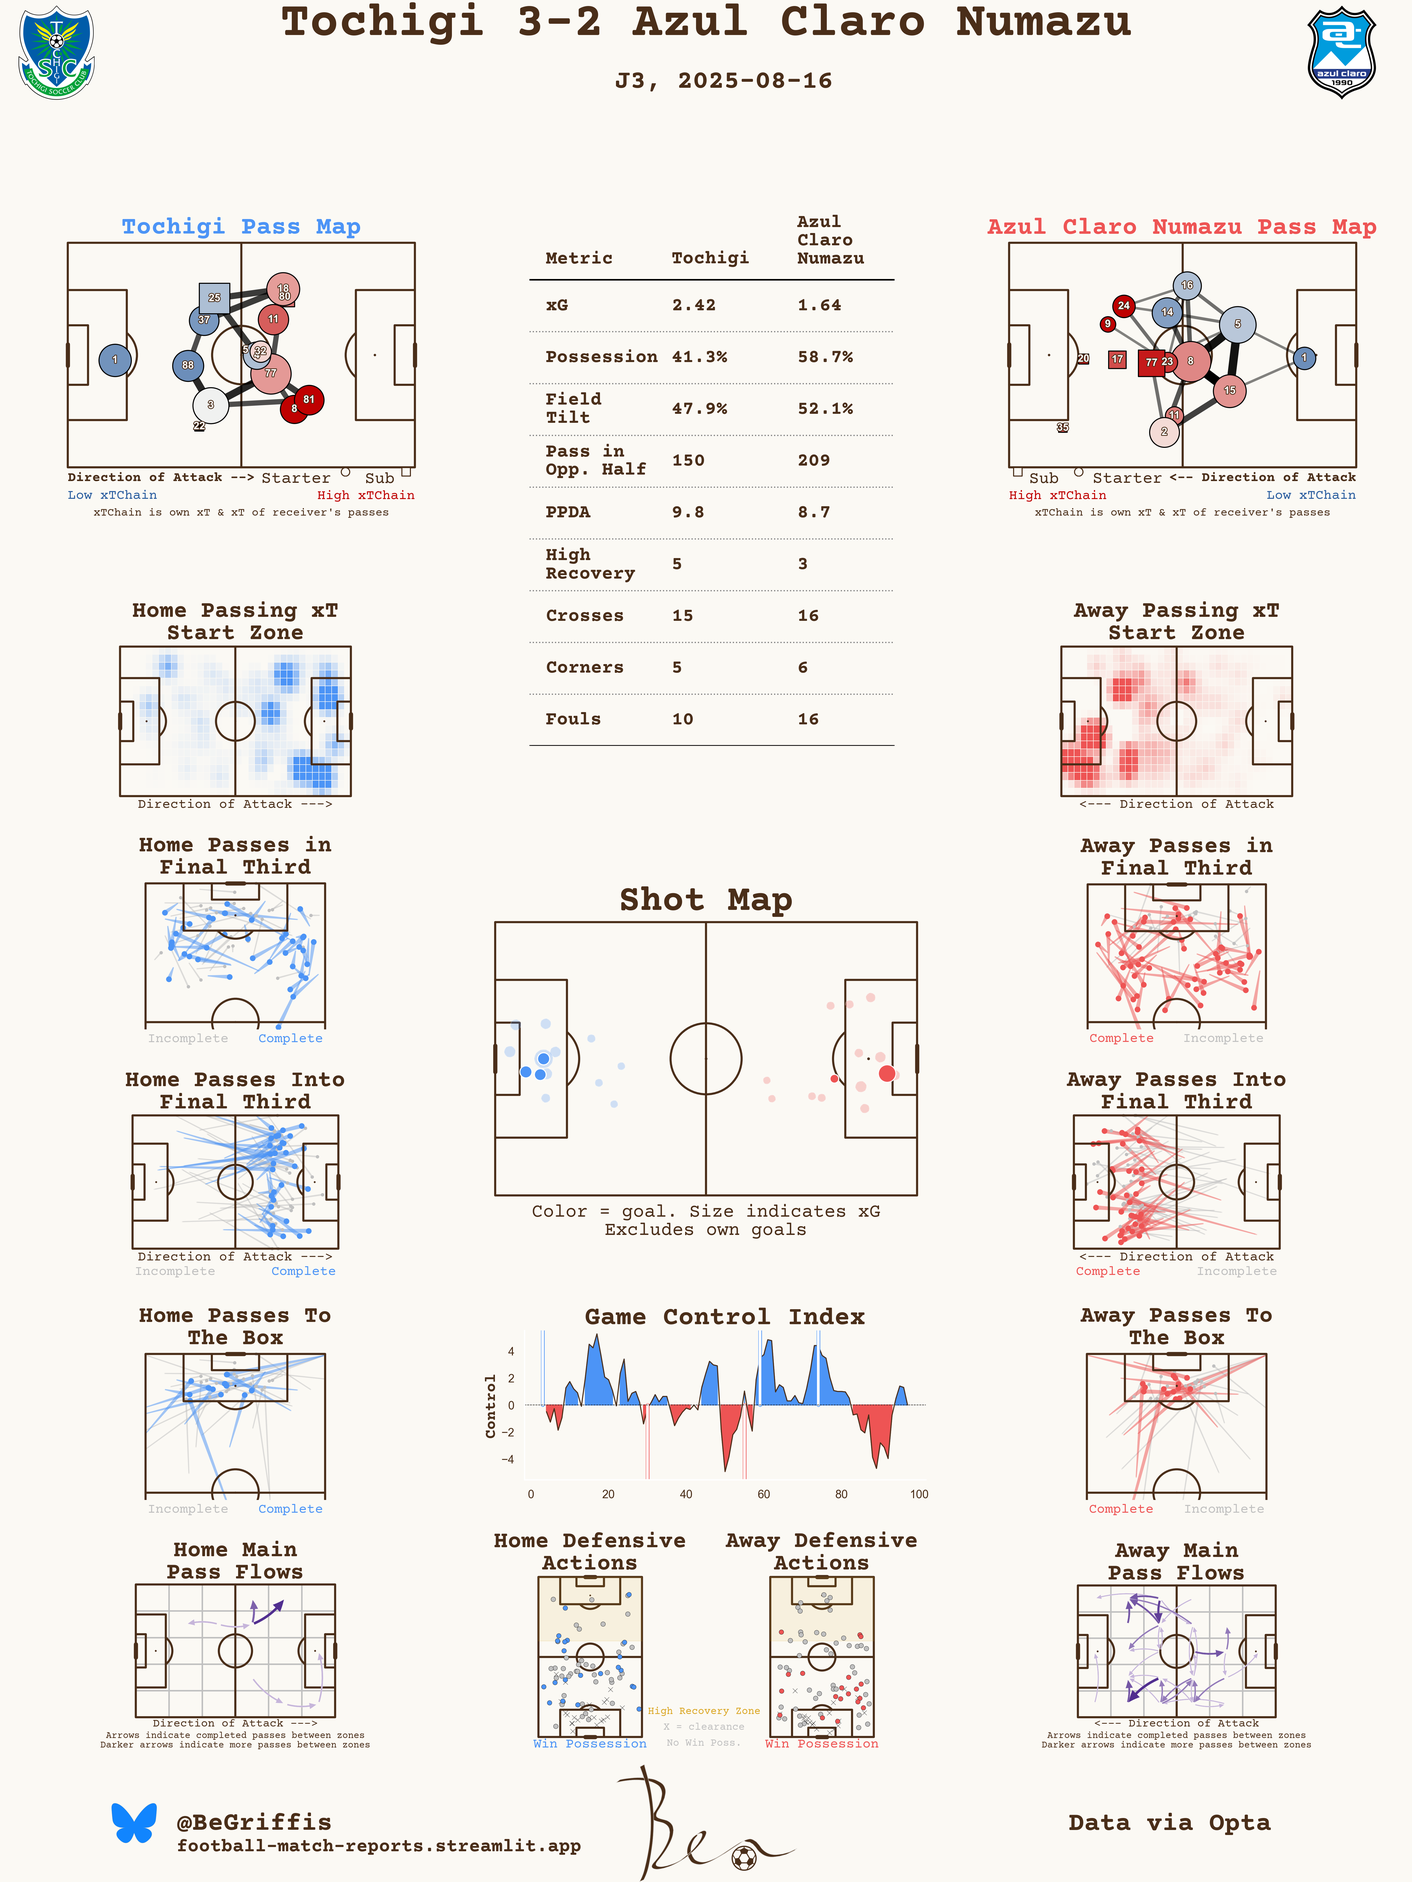 Tochigi 3-2 Azul Claro Numazu
J3, 2025-08-16
TOCHIGI
SC
TOCHIGI SOCCER CLUB
azul claro
1990
Tochigi Pass Map
25
18
80
37
11
5
32
1
88
77
3
8
81
22
Direction of Attack --> Starter Sub
Low xTChain High xTChain
xTChain is own xT & xT of receiver's passes
Metric Tochigi Azul Claro Numazu
xG 2.42 1.64
Possession 41.3% 58.7%
Field Tilt 47.9% 52.1%
Pass in Opp. Half 150 209
PPDA 9.8 8.7
High Recovery 5 3
Crosses 15 16
Corners 5 6
Fouls 10 16
Azul Claro Numazu Pass Map
16
24
14
9
5
20
17
77
23
8
1
15
11
2
35
Sub Starter <-- Direction of Attack
High xTChain Low xTChain
xTChain is own xT & xT of receiver's passes
Home Passing xT
Start Zone
Direction of Attack --->
Away Passing xT
Start Zone
<--- Direction of Attack
Home Passes in
Final Third
Incomplete Complete
Away Passes in
Final Third
Complete Incomplete
Shot Map
Color = goal. Size indicates xG
Excludes own goals
Home Passes Into
Final Third
Direction of Attack --->
Incomplete Complete
Away Passes Into
Final Third
<--- Direction of Attack
Complete Incomplete
Home Passes To
The Box
Incomplete Complete
Game Control Index
Control
4
2
0
−2
−4
0 20 40 60 80 100
Away Passes To
The Box
Complete Incomplete
Home Main
Pass Flows
Direction of Attack --->
Arrows indicate completed passes between zones
Darker arrows indicate more passes between zones
Home Defensive
Actions
Win Possession
Away Defensive
Actions
Win Possession
High Recovery Zone
X = clearance
No Win Poss.
Away Main
Pass Flows
<--- Direction of Attack
Arrows indicate completed passes between zones
Darker arrows indicate more passes between zones
@BeGriffis
football-match-reports.streamlit.app
Ben
Data via Opta